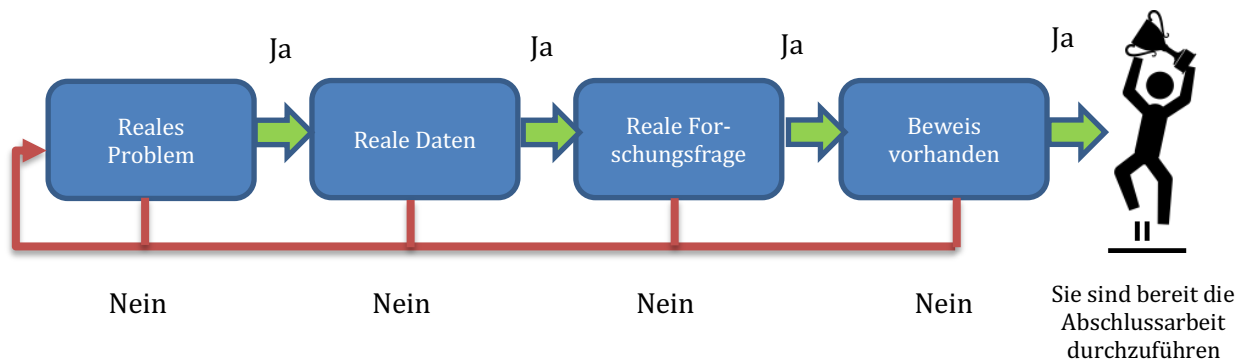 Ja
Ja
Ja
Ja
Reales
Problem
Reale Daten
Reale For-
schungsfrage
Beweis
vorhanden
Nein
Nein
Nein
Nein
Sie sind bereit die
Abschlussarbeit
durchzuführen